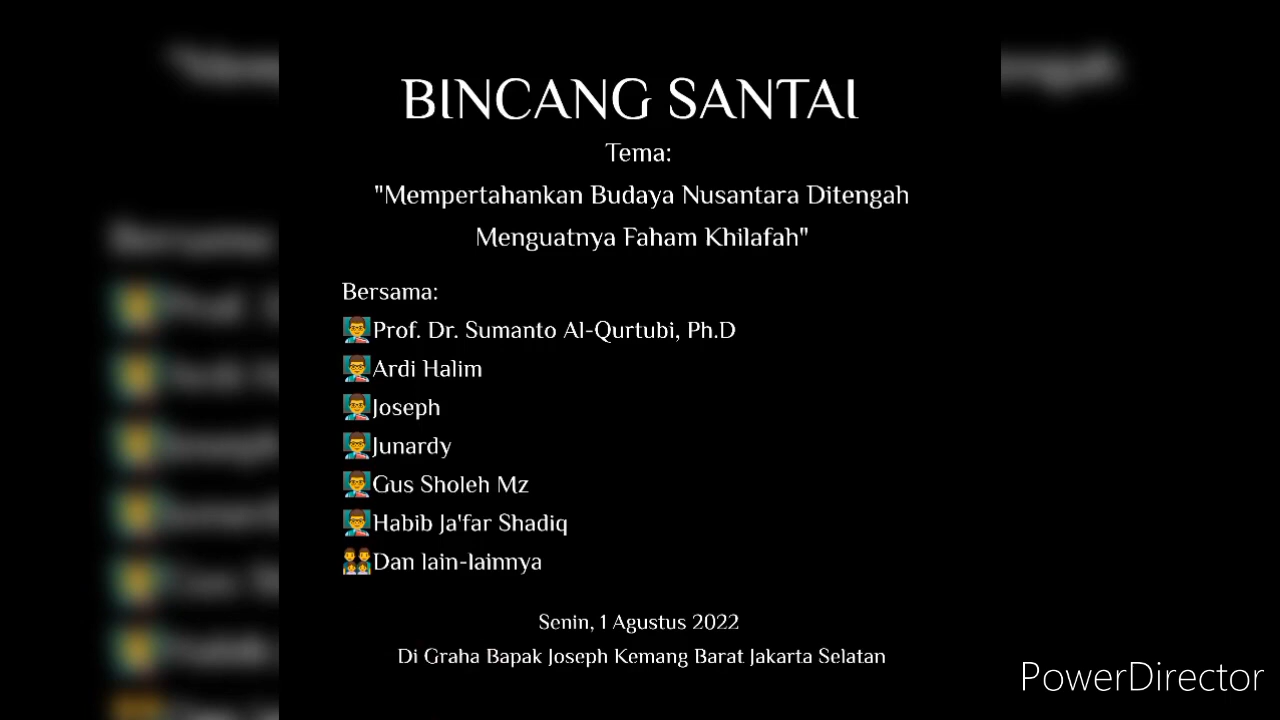 BINCANG SANTAI
Tema:
"Mempertahankan Budaya Nusantara Ditengah
Menguatnya Faham Khilafah"
Bersama:
👨‍🏫Prof. Dr. Sumanto Al-Qurtubi, Ph.D
👨‍🏫Ardi Halim
👨‍🏫Joseph
👨‍🏫Junardy
👨‍🏫Gus Sholeh Mz
👨‍🏫Habib Ja'far Shadiq
👬Dan lain-lainnya
Senin, 1 Agustus 2022
Di Graha Bapak Joseph Kemang Barat Jakarta Selatan
PowerDirector